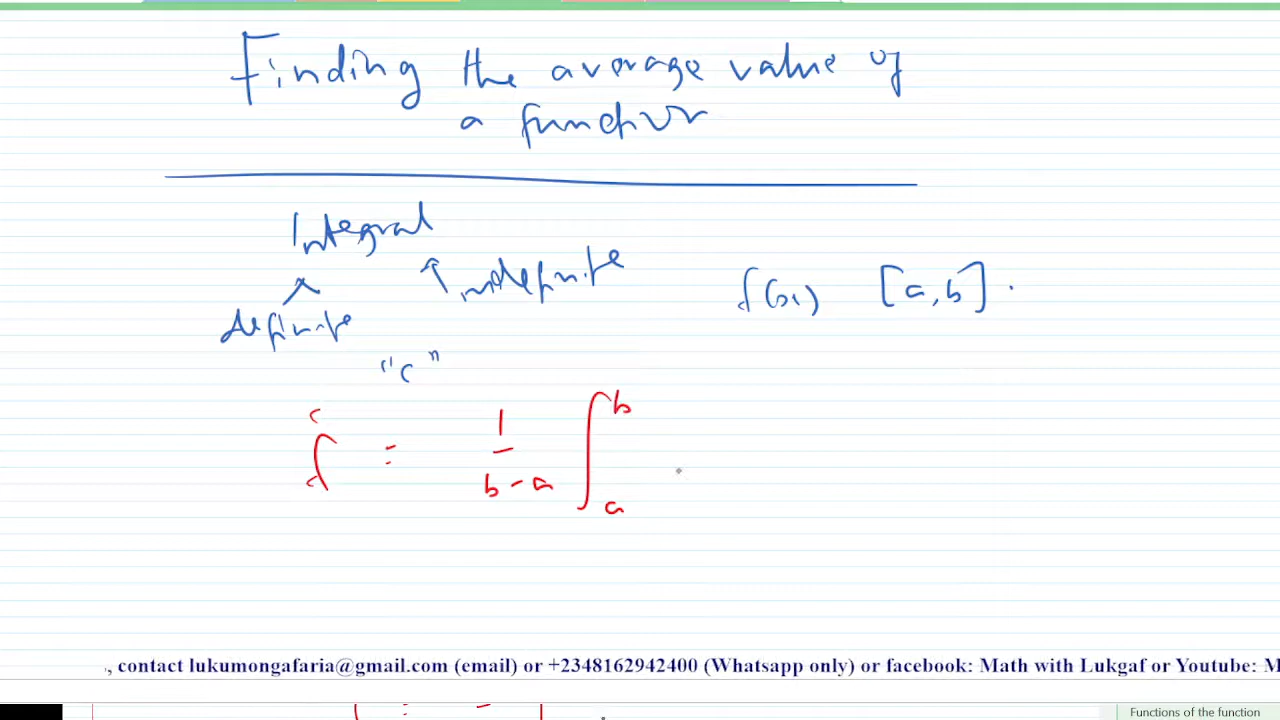 Finding the average value of
a function
Integral
indefinite
definite
f(x) [a, b].
"c"
f = 1/b-a ∫ b a
, contact lukumongafaria@gmail.com (email) or +2348162942400 (Whatsapp only) or facebook: Math with Lukgaf or Youtube: M
Functions of the function